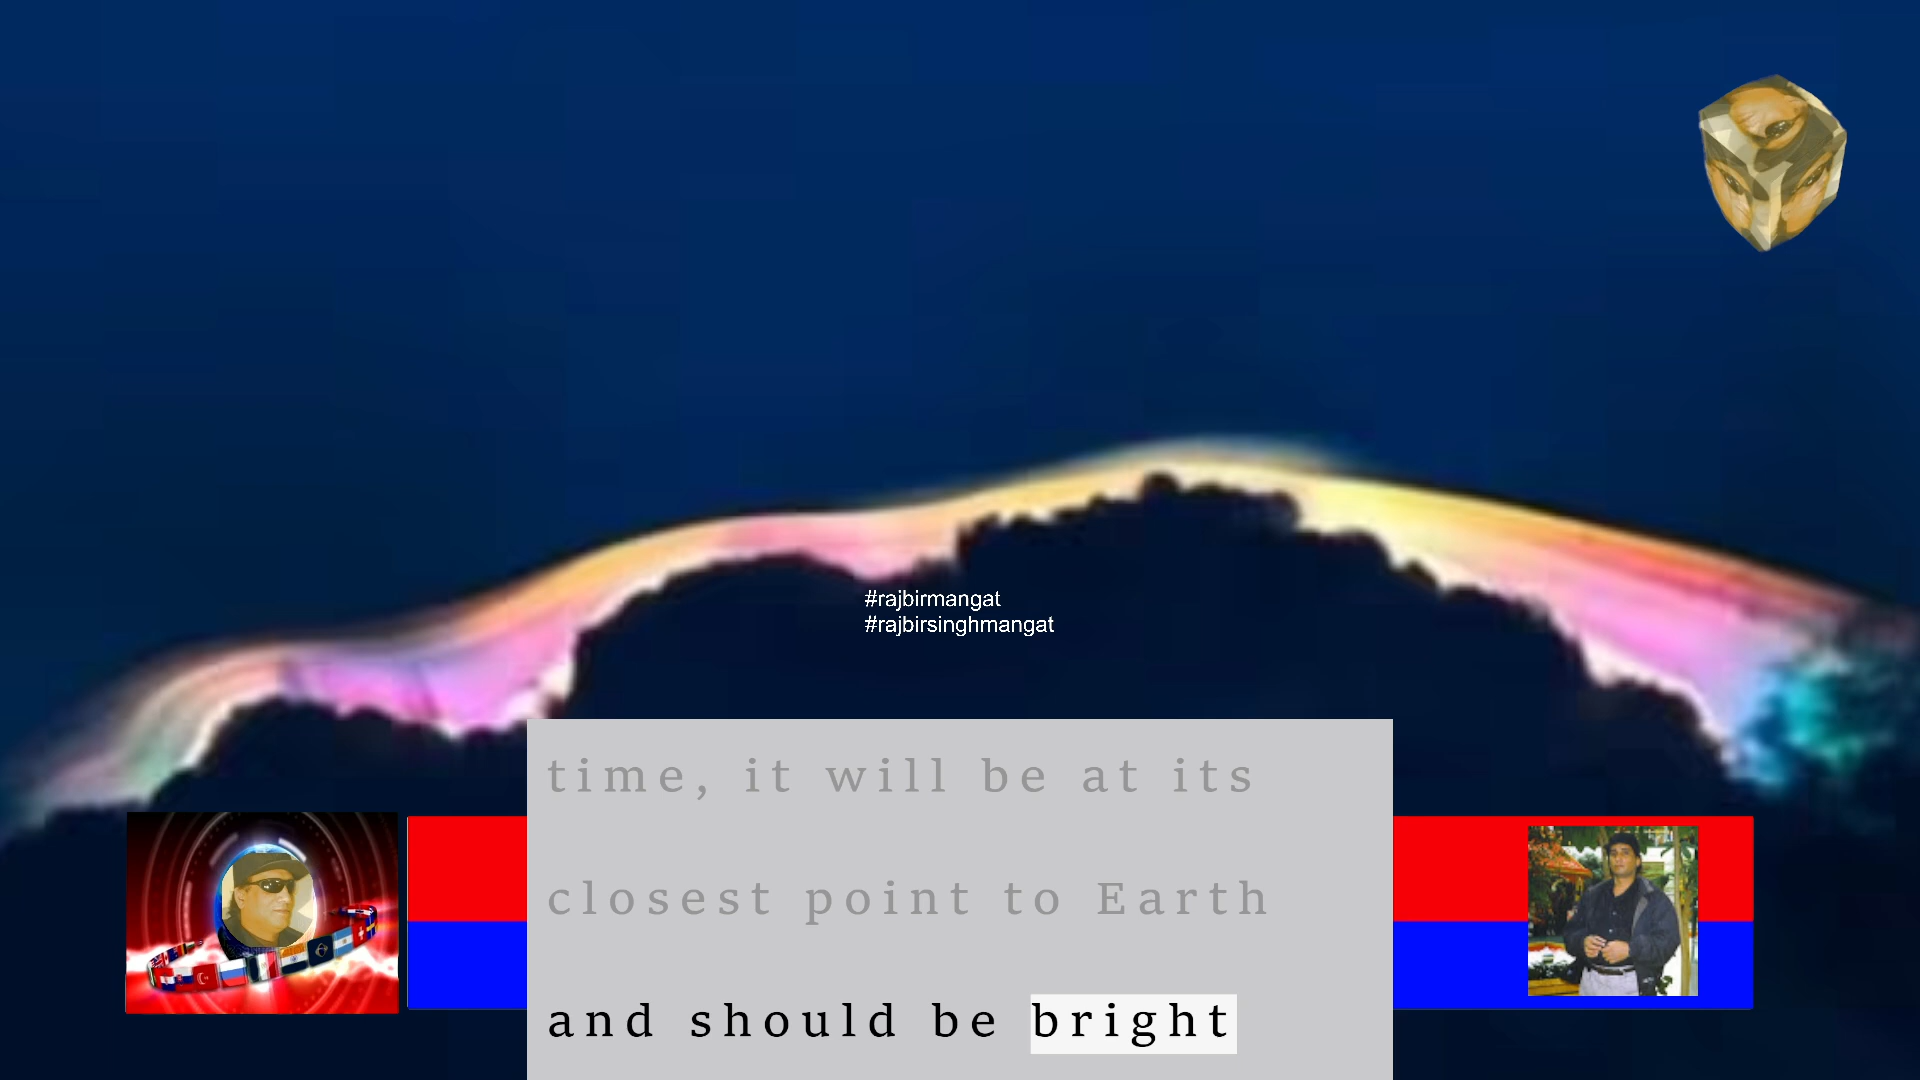 #rajbirmangat
#rajbirsinghmangat
time, it will be at its
closest point to Earth
and should be bright